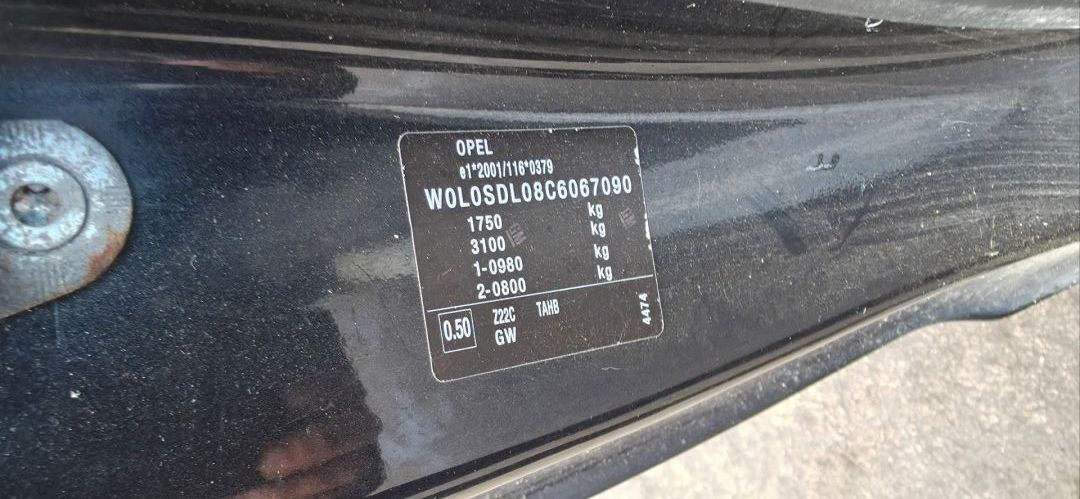 OPEL
e1*2001/116*0379
W0L0SDL08C6067090
1750 kg
3100 kg
1-0980 kg
2-0800 kg
0.50 Z22C TAHB
GW
4474